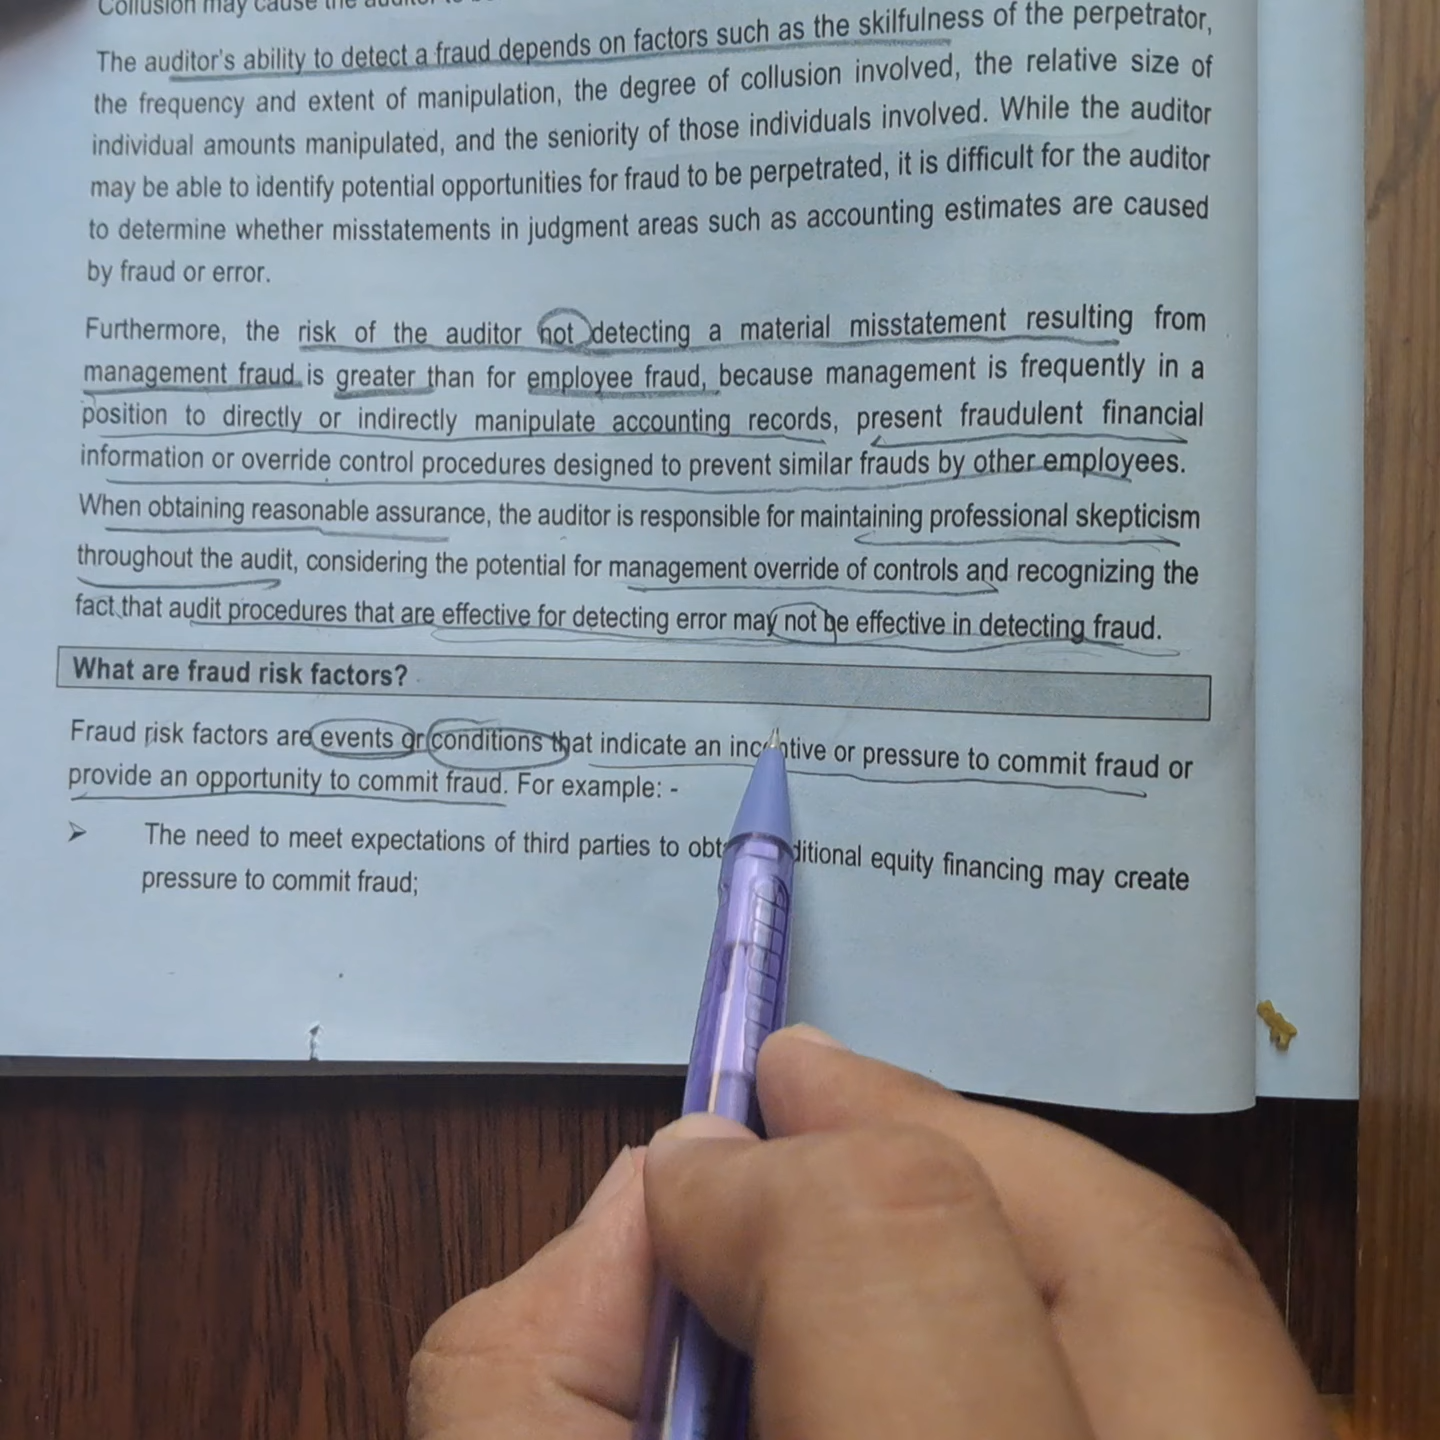 Collusion may cause the auditor to
The auditor's ability to detect a fraud depends on factors such as the skilfulness of the perpetrator,
the frequency and extent of manipulation, the degree of collusion involved, the relative size of
individual amounts manipulated, and the seniority of those individuals involved. While the auditor
may be able to identify potential opportunities for fraud to be perpetrated, it is difficult for the auditor
to determine whether misstatements in judgment areas such as accounting estimates are caused
by fraud or error.
Furthermore, the risk of the auditor not detecting a material misstatement resulting from
management fraud is greater than for employee fraud, because management is frequently in a
position to directly or indirectly manipulate accounting records, present fraudulent financial
information or override control procedures designed to prevent similar frauds by other employees.
When obtaining reasonable assurance, the auditor is responsible for maintaining professional skepticism
throughout the audit, considering the potential for management override of controls and recognizing the
fact that audit procedures that are effective for detecting error may not be effective in detecting fraud.
What are fraud risk factors?
Fraud risk factors are events or conditions that indicate an incentive or pressure to commit fraud or
provide an opportunity to commit fraud. For example: -
➤ The need to meet expectations of third parties to equity financing may create
pressure to commit fraud;